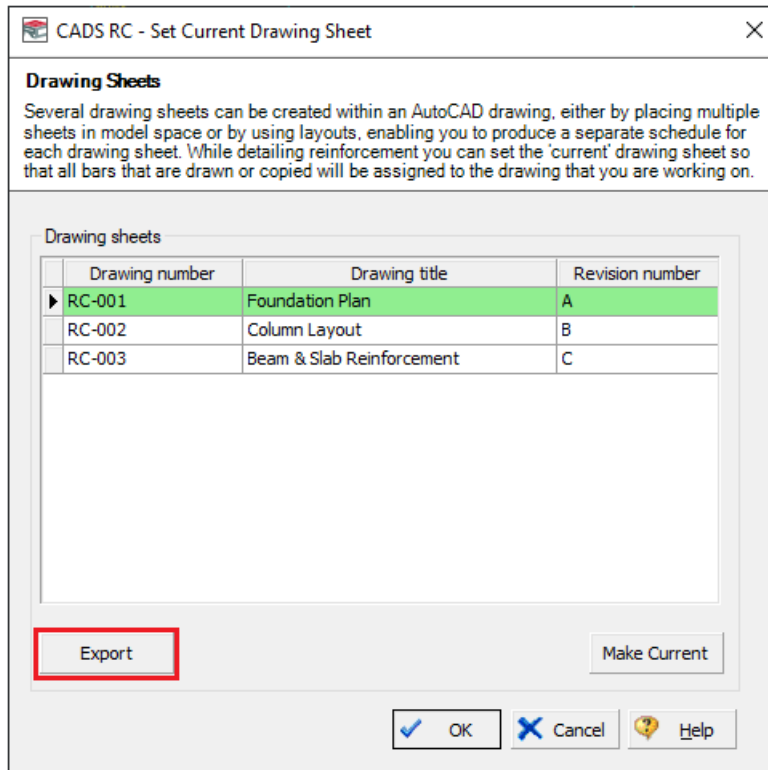 CADS RC - Set Current Drawing Sheet
Drawing Sheets
Several drawing sheets can be created within an AutoCAD drawing, either by placing multiple
sheets in model space or by using layouts, enabling you to produce a separate schedule for
each drawing sheet. While detailing reinforcement you can set the 'current' drawing sheet so
that all bars that are drawn or copied will be assigned to the drawing that you are working on.
Drawing sheets
Drawing number Drawing title Revision number
RC-001 Foundation Plan A
RC-002 Column Layout B
RC-003 Beam & Slab Reinforcement C
Export Make Current
OK Cancel Help